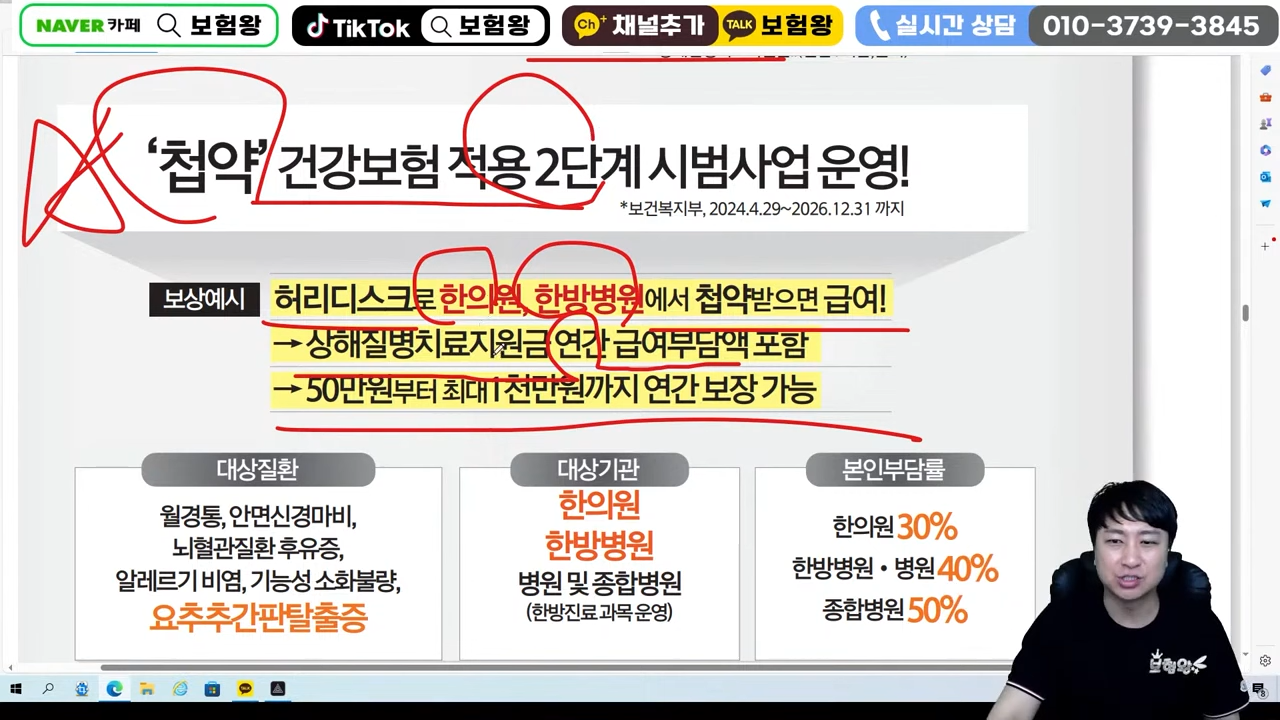 NAVER 카페 보험왕 TikTok 보험왕 Ch+ 채널추가 TALK 보험왕 실시간 상담 010-3739-3845
'첩약' 건강보험 적용 2단계 시범사업 운영!
*보건복지부, 2024.4.29~2026.12.31 까지
보상예시 허리디스크로 한의원, 한방병원에서 첩약받으면 급여!
→ 상해질병치료지원금 연간 급여부담액 포함
→ 50만원부터 최대1천만원까지 연간 보장 가능
대상질환
월경통, 안면신경마비,
뇌혈관질환 후유증,
알레르기 비염, 기능성 소화불량,
요추추간판탈출증
대상기관
한의원
한방병원
병원 및 종합병원
(한방진료 과목 운영)
본인부담률
한의원 30%
한방병원 • 병원 40%
종합병원 50%
보험왕